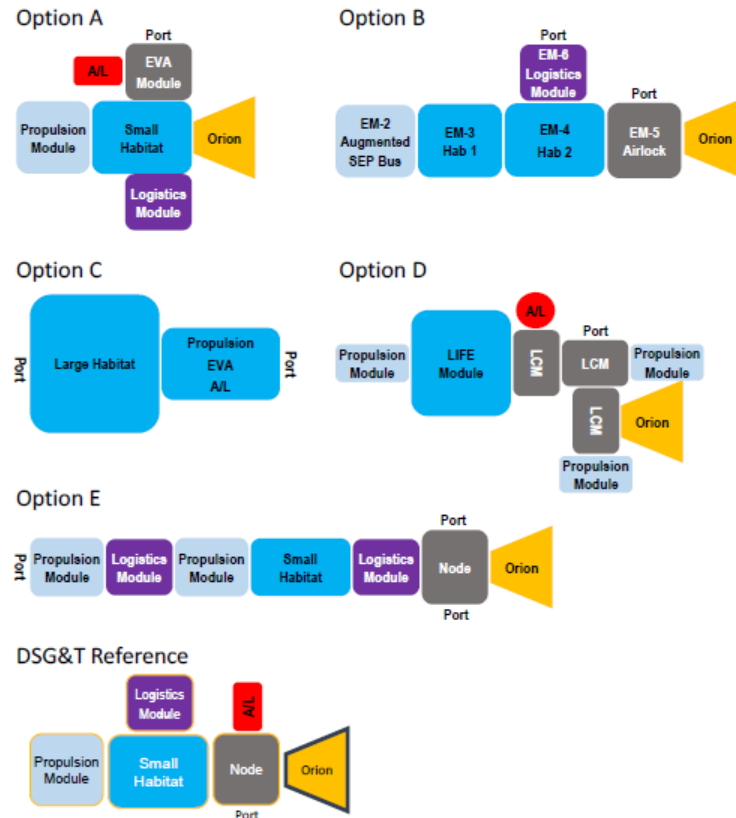 Option A
Port
A/L
EVA
Module
Propulsion
Module
Small
Habitat
Orion
Logistics
Module
Option B
Port
EM-6
Logistics
Module
Port
EM-2
Augmented
SEP Bus
EM-3
Hab 1
EM-4
Hab 2
EM-5
Airlock
Orion
Option C
Port
Large Habitat
Propulsion
EVA
A/L
Port
Option D
A/L
Port
Propulsion
Module
LIFE
Module
LCM
LCM
Propulsion
Module
LCM
Orion
Propulsion
Module
Option E
Port
Port
Propulsion
Module
Logistics
Module
Propulsion
Module
Small
Habitat
Logistics
Module
Node
Orion
Port
DSG&T Reference
Logistics
Module
A/L
Propulsion
Module
Small
Habitat
Node
Orion
Port